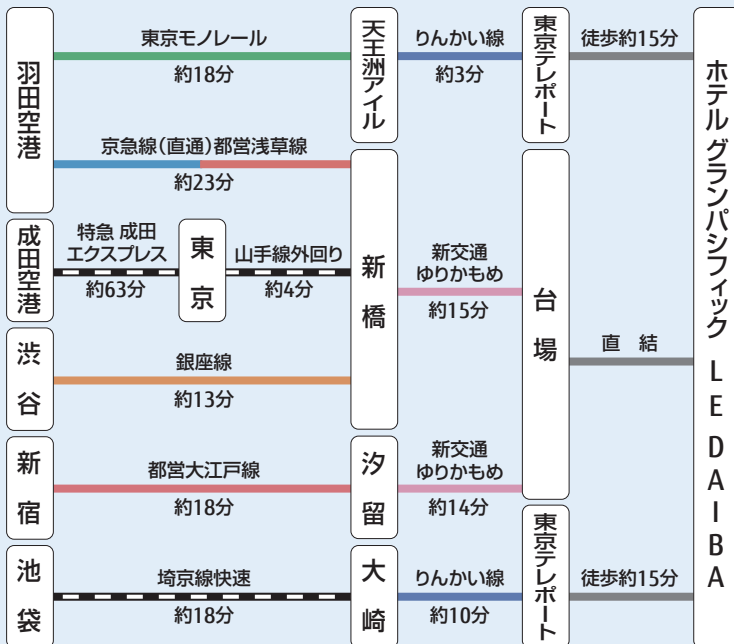 羽田空港
東京モノレール
約18分
天王洲アイル
りんかい線
約3分
東京テレポート
徒歩約15分
京急線(直通)都営浅草線
約23分
成田空港
特急 成田
エクスプレス
約63分
東京
山手線外回り
約4分
新橋
新交通
ゆりかもめ
約15分
台場
直結
渋谷
銀座線
約13分
新宿
都営大江戸線
約18分
汐留
新交通
ゆりかもめ
約14分
池袋
埼京線快速
約18分
大崎
りんかい線
約10分
東京テレポート
徒歩約15分
ホテル グランパシフィック LE DAIBA